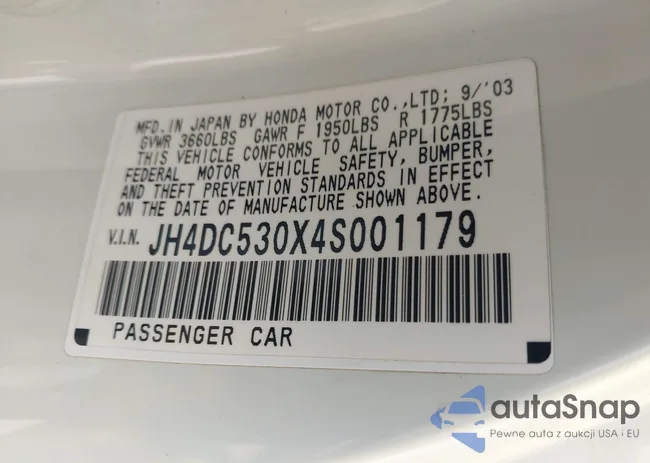 MFD.IN JAPAN BY HONDA MOTOR CO.,LTD; 9/'03
GVWR 3660LBS GAWR F 1950LBS R 1775LBS
THIS VEHICLE CONFORMS TO ALL APPLICABLE
FEDERAL MOTOR VEHICLE SAFETY, BUMPER,
AND THEFT PREVENTION STANDARDS IN EFFECT
ON THE DATE OF MANUFACTURE SHOWN ABOVE.
V.I.N. JH4DC530X4S001179
PASSENGER CAR
autaSnap
Pewne auta z aukcji USA i EU